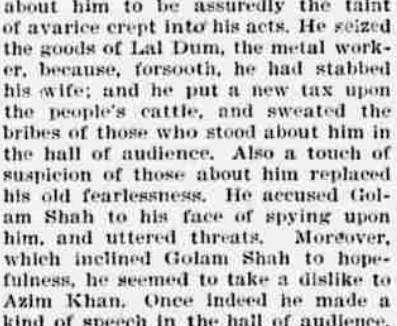 about him to be assuredly the taint
of avarice crept into his acts. He seized
the goods of Lal Dum, the metal work-
er, because, forsooth, he had stabbed
his wife; and he put a new tax upon
the people's cattle, and sweated the
bribes of those who stood about him in
the hall of audience. Also a touch of
suspicion of those about him replaced
his old fearlessness. He accused Gol-
am Shah to his face of spying upon
him, and uttered threats. Moreover,
which inclined Golam Shah to hope-
fulness, he seemed to take a dislike to
Azim Khan. Once indeed he made a
kind of speech in the hall of audience,